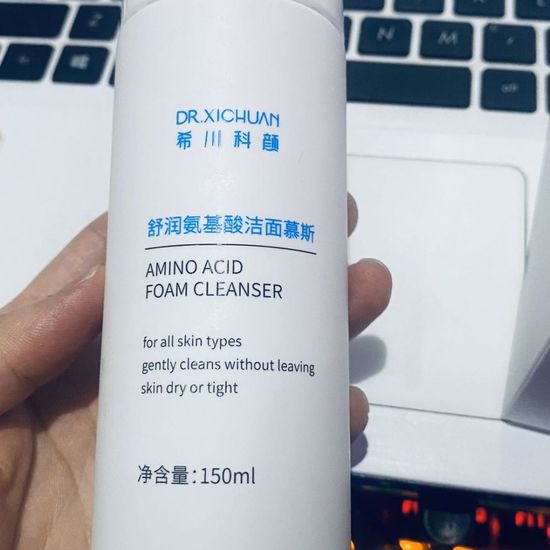 DR.XICHUAN
希川科颜
舒润氨基酸洁面慕斯
AMINO ACID
FOAM CLEANSER
for all skin types
gently cleans without leaving
skin dry or tight
净含量:150ml
N
M